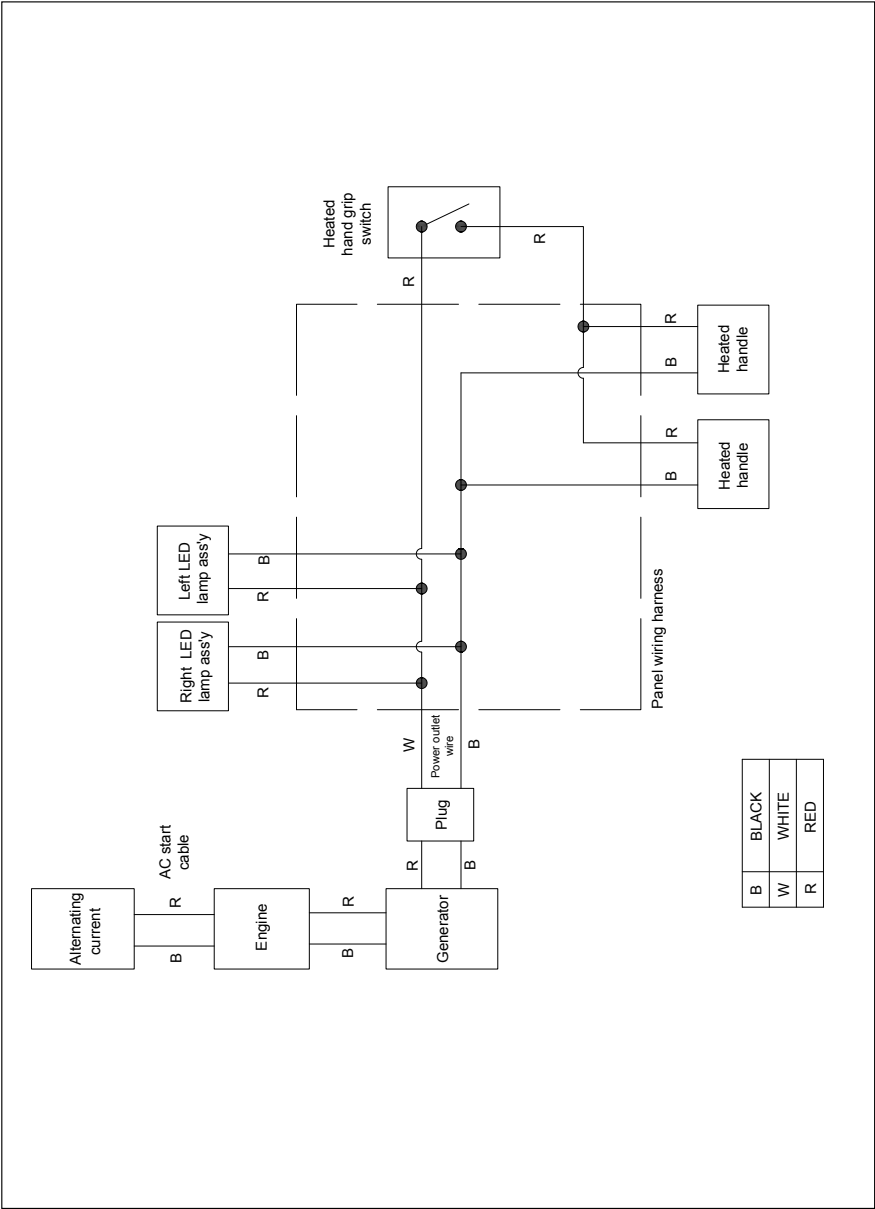 Alternating
current
AC start
cable
B
R
Right LED
lamp ass'y
Left LED
lamp ass'y
Engine
R
B
R
B
B
R
Heated
hand grip
switch
Generator
R
B
Plug
W
Power outlet
wire
B
R
R
Panel wiring harness
B
R
B
R
Heated
handle
Heated
handle
B BLACK
W WHITE
R RED